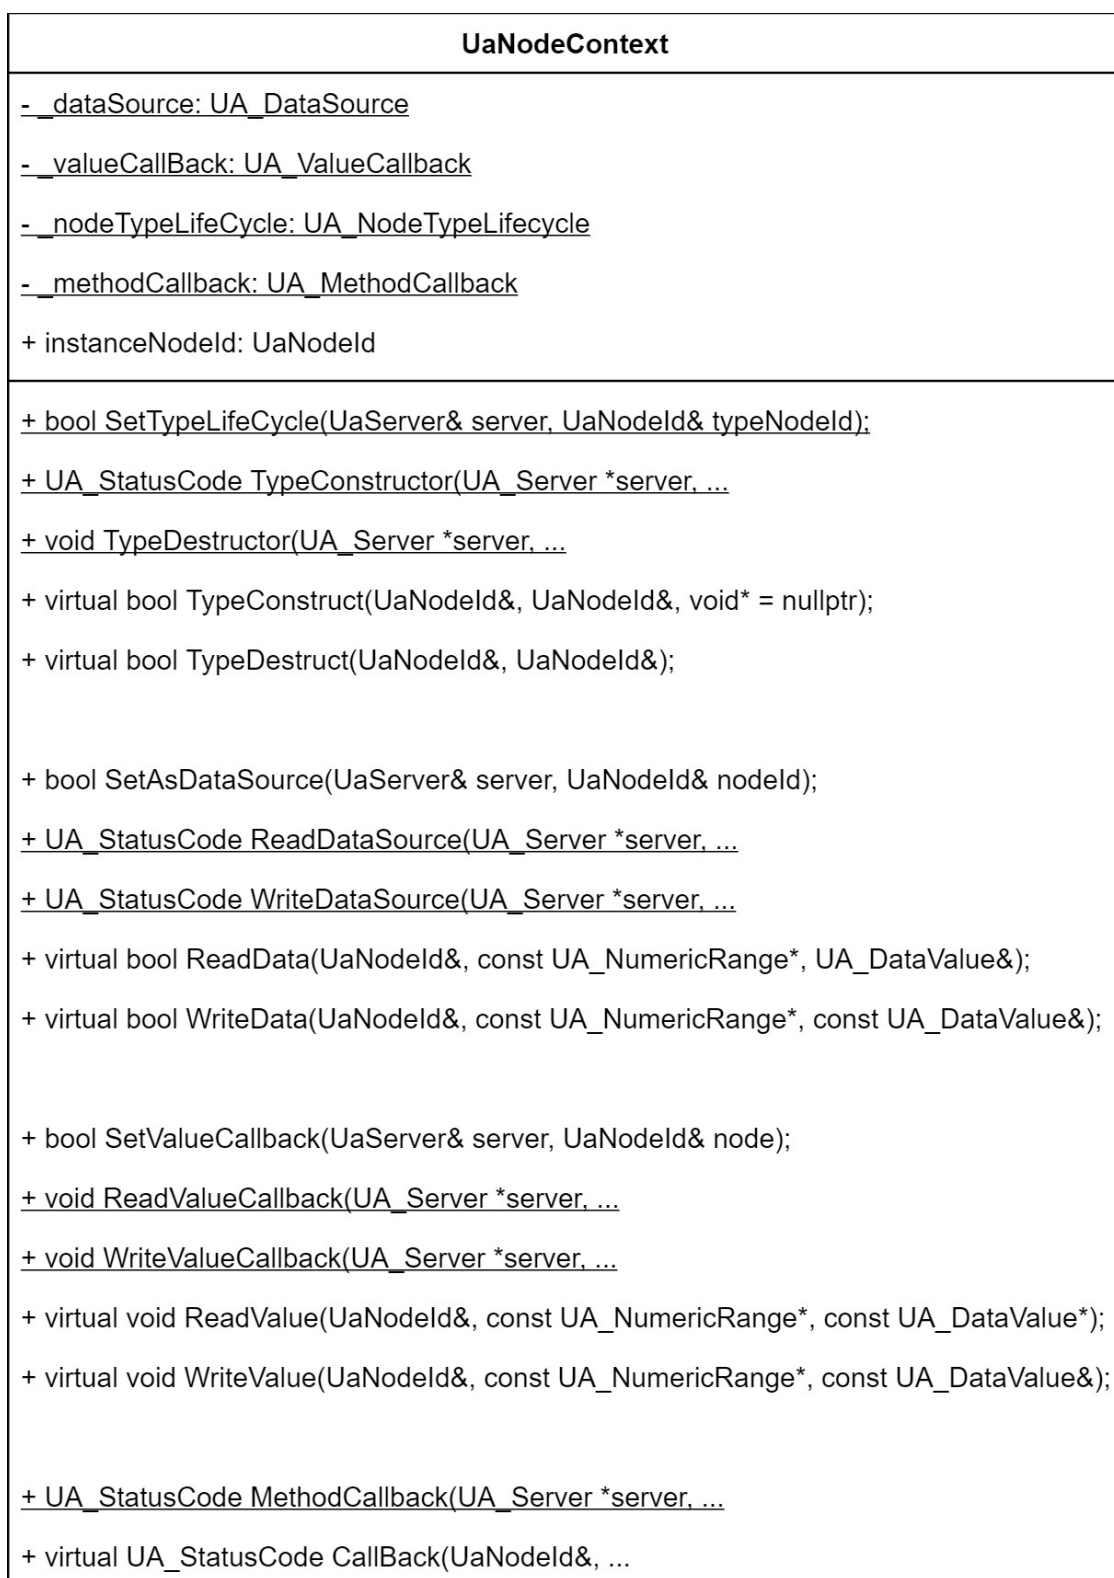 UaNodeContext
- _dataSource: UA_DataSource
- _valueCallBack: UA_ValueCallback
- _nodeTypeLifeCycle: UA_NodeTypeLifecycle
- _methodCallback: UA_MethodCallback
+ instanceNodeId: UaNodeId
+ bool SetTypeLifeCycle(UaServer& server, UaNodeId& typeNodeId);
+ UA_StatusCode TypeConstructor(UA_Server *server, ...
+ void TypeDestructor(UA_Server *server, ...
+ virtual bool TypeConstruct(UaNodeId&, UaNodeId&, void* = nullptr);
+ virtual bool TypeDestruct(UaNodeId&, UaNodeId&);
+ bool SetAsDataSource(UaServer& server, UaNodeId& nodeId);
+ UA_StatusCode ReadDataSource(UA_Server *server, ...
+ UA_StatusCode WriteDataSource(UA_Server *server, ...
+ virtual bool ReadData(UaNodeId&, const UA_NumericRange*, UA_DataValue&);
+ virtual bool WriteData(UaNodeId&, const UA_NumericRange*, const UA_DataValue&);
+ bool SetValueCallback(UaServer& server, UaNodeId& node);
+ void ReadValueCallback(UA_Server *server, ...
+ void WriteValueCallback(UA_Server *server, ...
+ virtual void ReadValue(UaNodeId&, const UA_NumericRange*, const UA_DataValue*);
+ virtual void WriteValue(UaNodeId&, const UA_NumericRange*, const UA_DataValue&);
+ UA_StatusCode MethodCallback(UA_Server *server, ...
+ virtual UA_StatusCode CallBack(UaNodeId&, ...